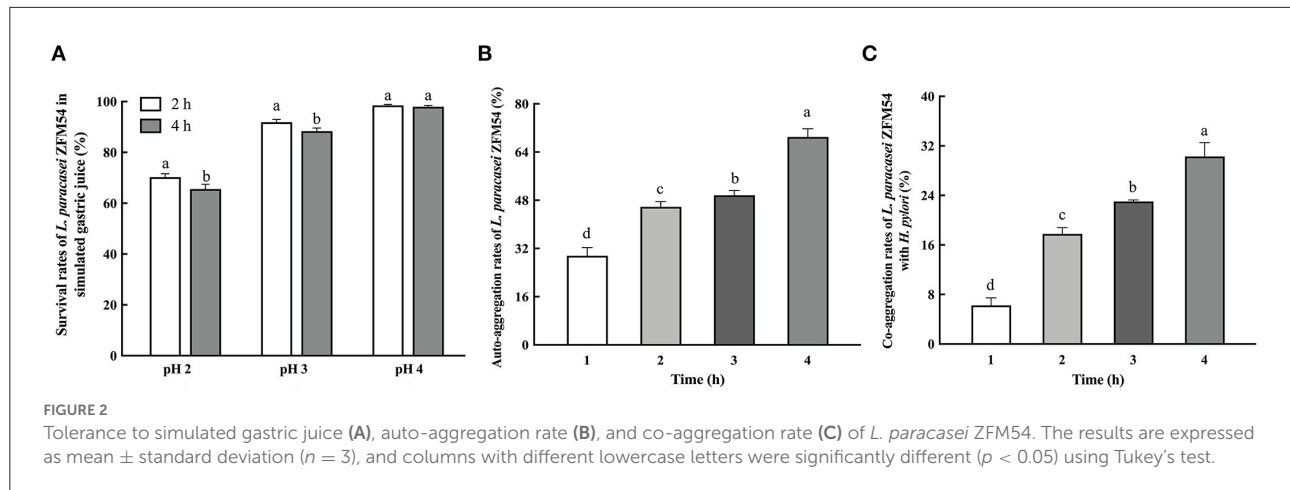 A
Survival rates of L. paracasei ZFM54 in
simulated gastric juice (%)
100
80
60
40
20
0
2 h
4 h
a
b
a
b
a
a
pH 2
pH 3
pH 4
B
Auto-aggregation rates of L. paracasei ZFM54 (%)
80
64
48
32
16
0
d
c
b
a
1
2
3
4
Time (h)
C
Co-aggregation rates of L. paracasei ZFM54
with H. pylori (%)
40
32
24
16
8
0
d
c
b
a
1
2
3
4
Time (h)
FIGURE 2
Tolerance to simulated gastric juice (A), auto-aggregation rate (B), and co-aggregation rate (C) of L. paracasei ZFM54. The results are expressed
as mean ± standard deviation (n = 3), and columns with different lowercase letters were significantly different (p < 0.05) using Tukey's test.